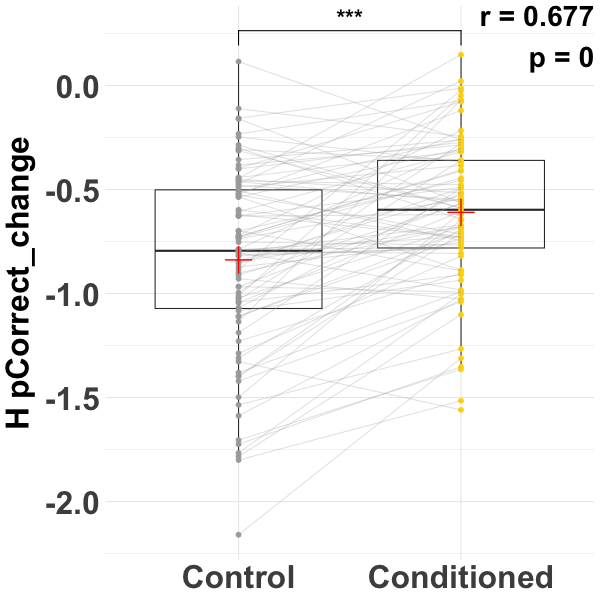 ***
r = 0.677
p = 0
H pCorrect_change
0.0
-0.5
-1.0
-1.5
-2.0
Control Conditioned